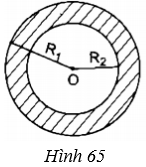 R₁ R₂
O
Hình 65